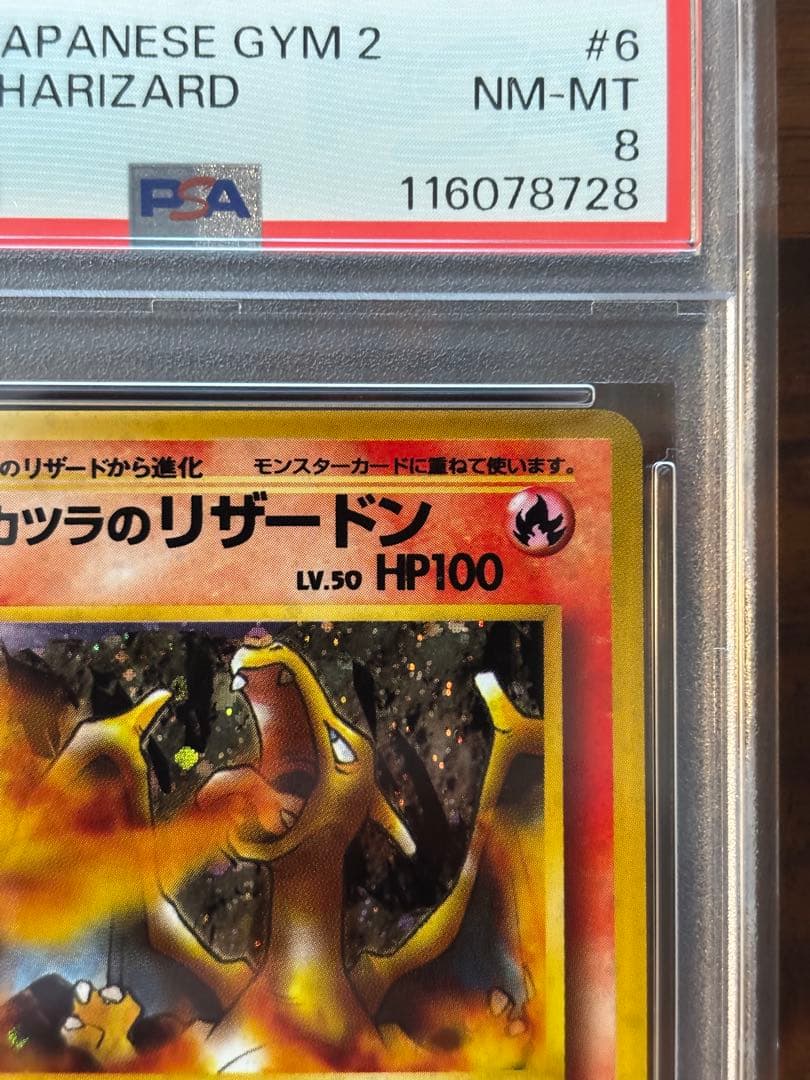 APANESE GYM 2 #6
HARIZARD NM-MT
8
PSA 116078728
のリザードから進化 モンスターカードに重ねて使います。
カツラのリザードン
LV.50 HP100